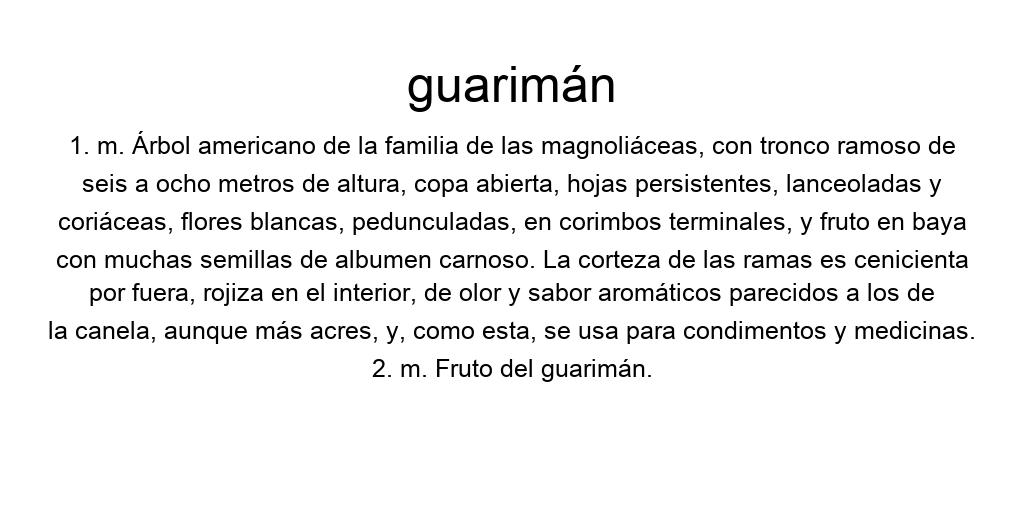 guarimán
1. m. Árbol americano de la familia de las magnoliáceas, con tronco ramoso de
seis a ocho metros de altura, copa abierta, hojas persistentes, lanceoladas y
coriáceas, flores blancas, pedunculadas, en corimbos terminales, y fruto en baya
con muchas semillas de albumen carnoso. La corteza de las ramas es cenicienta
por fuera, rojiza en el interior, de olor y sabor aromáticos parecidos a los de
la canela, aunque más acres, y, como esta, se usa para condimentos y medicinas.
2. m. Fruto del guarimán.